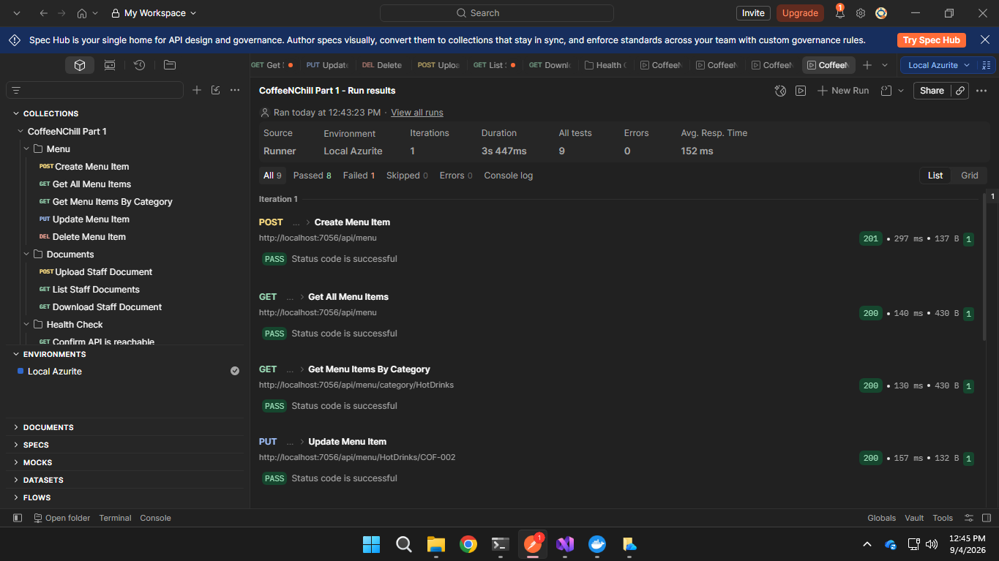 My Workspace
Search
Invite
Upgrade
1
Spec Hub is your single home for API design and governance. Author specs visually, convert them to collections that stay in sync, and enforce standards across your team with custom governance rules.
Try Spec Hub
GET Get
PUT Update
DEL Delete
POST Uploa
GET List
GET Downl
Health
CoffeeN
CoffeeN
CoffeeN
CoffeeN
Local Azurite
CoffeeNChill Part 1 - Run results
New Run
Share
Ran today at 12:43:23 PM · View all runs
Source Environment Iterations Duration All tests Errors Avg. Resp. Time
Runner Local Azurite 1 3s 447ms 9 0 152 ms
All 9 Passed 8 Failed 1 Skipped 0 Errors 0 Console log
List Grid
Iteration 1
1
POST ... > Create Menu Item
http://localhost:7056/api/menu
201 • 297 ms • 137 B 1
PASS Status code is successful
GET ... > Get All Menu Items
http://localhost:7056/api/menu
200 • 140 ms • 430 B 1
PASS Status code is successful
GET ... > Get Menu Items By Category
http://localhost:7056/api/menu/category/HotDrinks
200 • 130 ms • 430 B 1
PASS Status code is successful
PUT ... > Update Menu Item
http://localhost:7056/api/menu/HotDrinks/COF-002
200 • 157 ms • 132 B 1
PASS Status code is successful
COLLECTIONS
CoffeeNChill Part 1
Menu
POST Create Menu Item
GET Get All Menu Items
GET Get Menu Items By Category
PUT Update Menu Item
DEL Delete Menu Item
Documents
POST Upload Staff Document
GET List Staff Documents
GET Download Staff Document
Health Check
GET Confirm API is reachable
ENVIRONMENTS
Local Azurite
DOCUMENTS
SPECS
MOCKS
DATASETS
FLOWS
Open folder
Terminal
Console
Globals
Vault
Tools
1
12:45 PM
9/4/2026